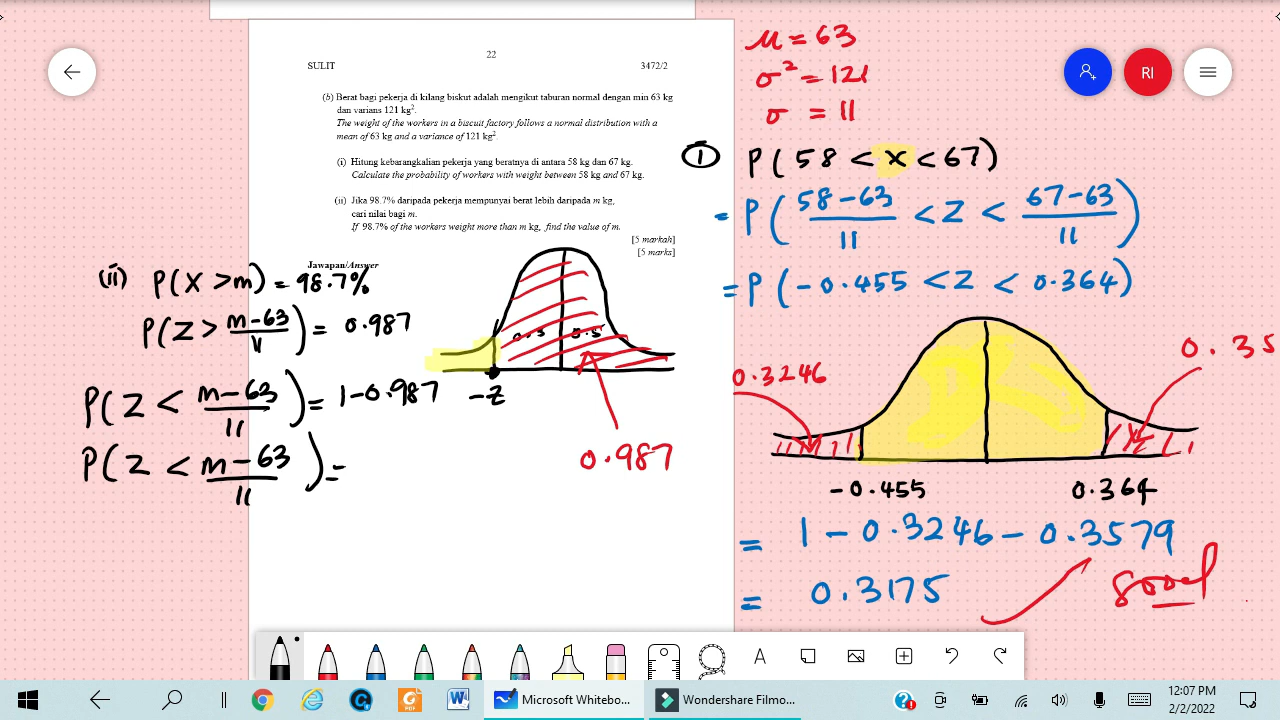 22
SULIT 3472/2
(b) Berat bagi pekerja di kilang biskut adalah mengikut taburan normal dengan min 63 kg
dan varians 121 kg².
The weight of the workers in a biscuit factory follows a normal distribution with a
mean of 63 kg and a variance of 121 kg².
(i) Hitung kebarangkalian pekerja yang beratnya di antara 58 kg dan 67 kg.
Calculate the probability of workers with weight between 58 kg and 67 kg.
(ii) Jika 98.7% daripada pekerja mempunyai berat lebih daripada m kg,
cari nilai bagi m.
If 98.7% of the workers weight more than m kg, find the value of m.
[5 markah]
[5 marks]
Jawapan/Answer
(ii) P(X >m) = 98.7%
P(Z > m-63/11) = 0.987
P(Z < m-63/11) = 1-0.987
P(Z < m-63/11) =
0.5
-Z
0.987
μ = 63
σ² = 121
σ = 11
① P(58 < x < 67)
= P(58-63/11 < Z < 67-63/11)
= P(-0.455 < Z < 0.364)
0.3246
0.35
-0.455 0.364
= 1 - 0.3246 - 0.3579
= 0.3175
Good
RI
A
Microsoft Whitebo...
Wondershare Filmo...
12:07 PM
2/2/2022